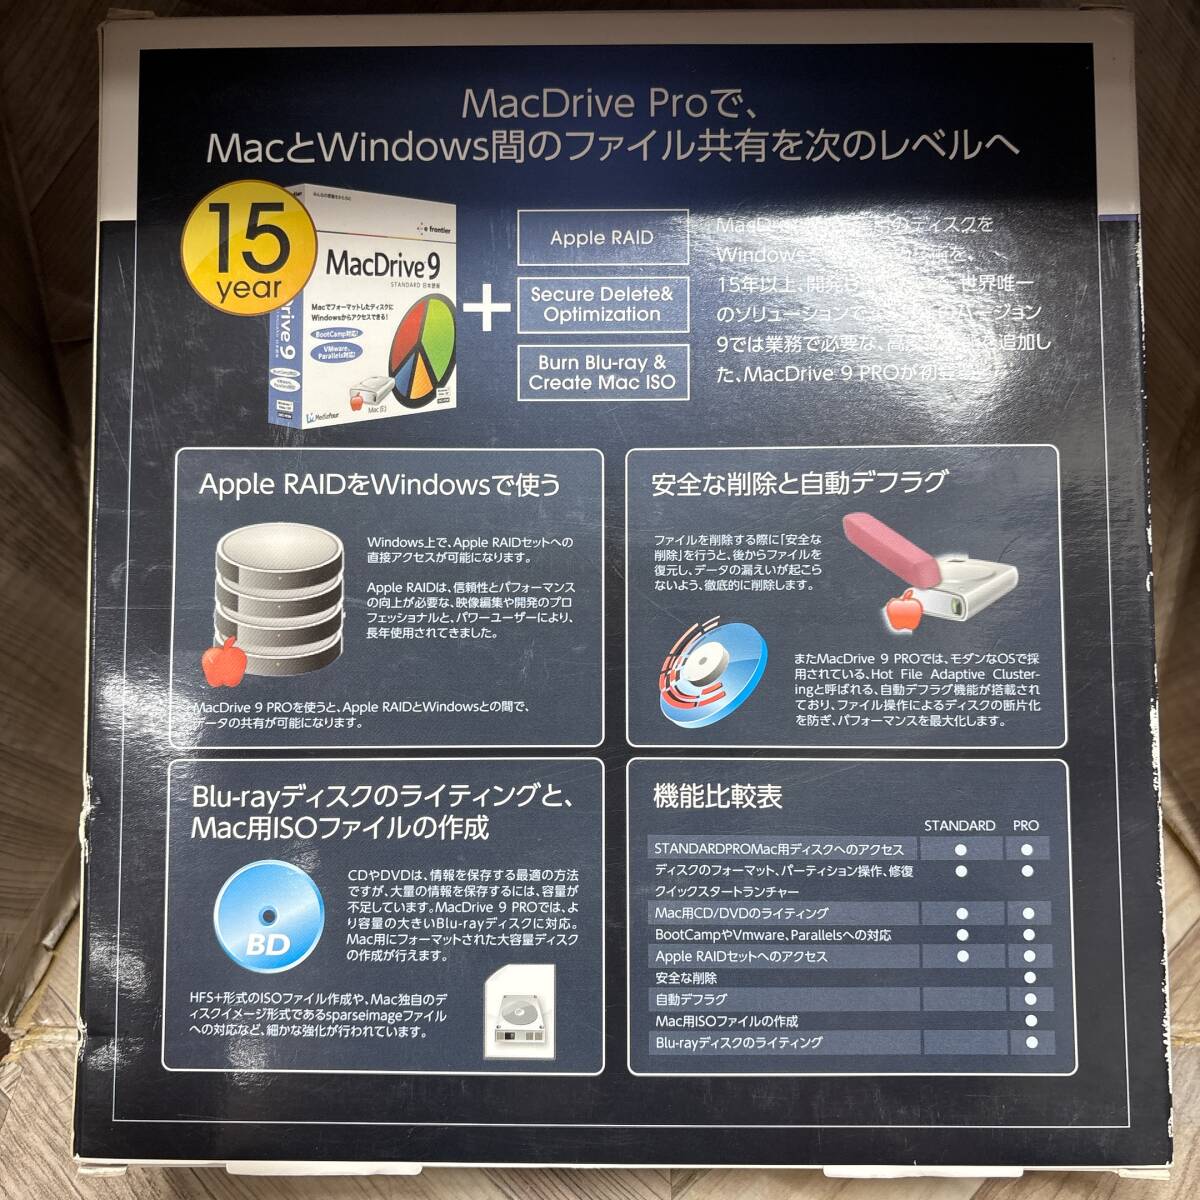 MacDrive Proで、
MacとWindows間のファイル共有を次のレベルへ
15
year
e frontier
MacDrive 9
STANDARD 日本語版
Macでフォーマットしたディスクに
Windowsからアクセスできる!
BootCamp対応!
VMware,
Parallels対応!
Mac
Mediafour
Apple RAID
Secure Delete&
Optimization
Burn Blu-ray &
Create Mac ISO
のディスクを
Windows
15年以上、開発 世界唯一
のソリューション バージョン
9では業務で必要な、高 を追加し
た、MacDrive 9 PROが初
Apple RAIDをWindowsで使う
Windows上で、Apple RAIDセットへの
直接アクセスが可能になります。
Apple RAIDは、信頼性とパフォーマンス
の向上が必要な、映像編集や開発のプロ
フェッショナルと、パワーユーザーにより、
長年使用されてきました。
MacDrive 9 PROを使うと、Apple RAIDとWindowsとの間で、
データの共有が可能になります。
安全な削除と自動デフラグ
ファイルを削除する際に「安全な
削除」を行うと、後からファイルを
復元し、データの漏えいが起こら
ないよう、徹底的に削除します。
またMacDrive 9 PROでは、モダンなOSで採
用されている、Hot File Adaptive Cluster-
ingと呼ばれる、自動デフラグ機能が搭載され
ており、ファイル操作によるディスクの断片化
を防ぎ、パフォーマンスを最大化します。
Blu-rayディスクのライティングと、
Mac用ISOファイルの作成
BD
CDやDVDは、情報を保存する最適の方法
ですが、大量の情報を保存するには、容量が
不足しています。MacDrive 9 PROでは、よ
り容量の大きいBlu-rayディスクに対応。
Mac用にフォーマットされた大容量ディスク
の作成が行えます。
HFS+形式のISOファイル作成や、Mac独自のデ
ィスクイメージ形式であるsparseimageファイル
への対応など、細かな強化が行われています。
機能比較表
STANDARD PRO
STANDARDPROMac用ディスクへのアクセス ● ●
ディスクのフォーマット、パーティション操作、修復 ● ●
クイックスタートランチャー
Mac用CD/DVDのライティング ● ●
BootCampやVmware、Parallelsへの対応 ● ●
Apple RAIDセットへのアクセス ● ●
安全な削除 ●
自動デフラグ ●
Mac用ISOファイルの作成 ●
Blu-rayディスクのライティング ●